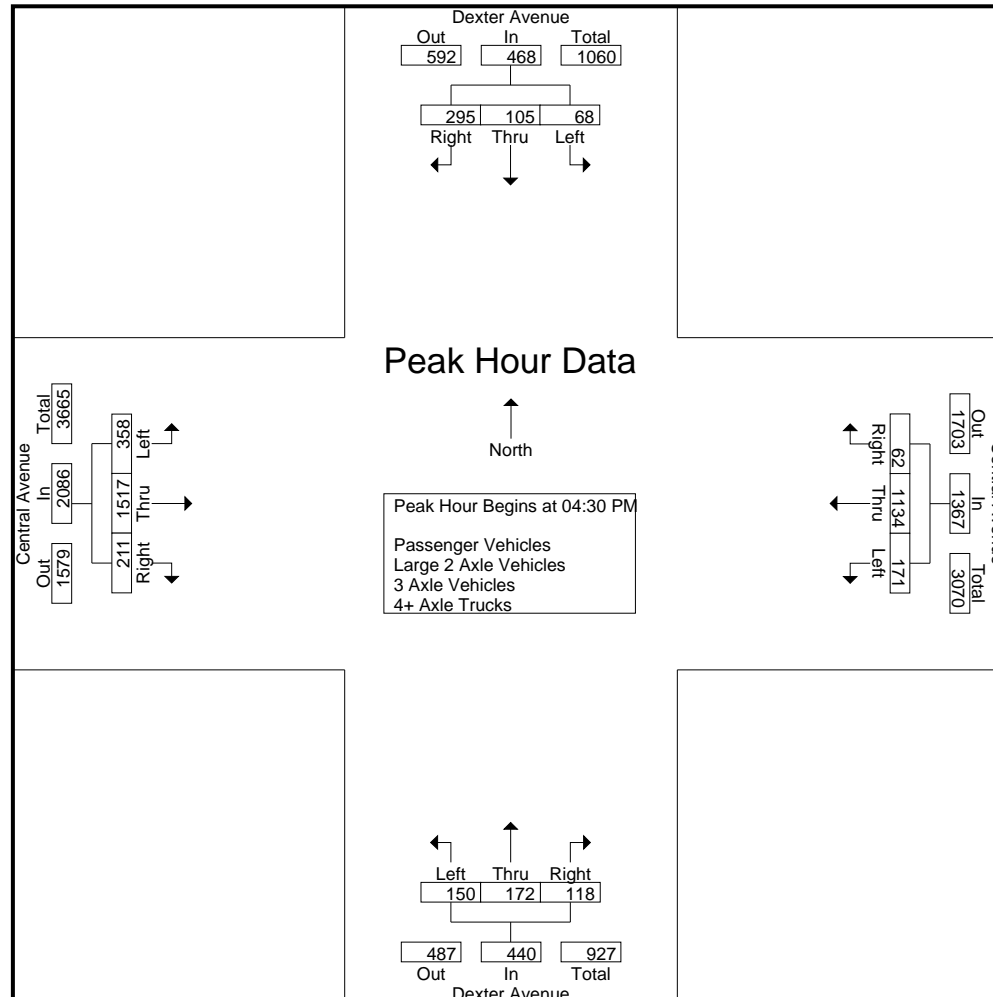 Dexter Avenue
Out In Total
592 468 1060
295 105 68
Right Thru Left
Peak Hour Data
North
Peak Hour Begins at 04:30 PM
Passenger Vehicles
Large 2 Axle Vehicles
3 Axle Vehicles
4+ Axle Trucks
Central Avenue
Out In Total
1579 2086 3665
Right Thru Left
211 1517 358
Out In Total
1703 1367 3070
Right Thru Left
62 1134 171
Left Thru Right
150 172 118
487 440 927
Out In Total
Dexter Avenue